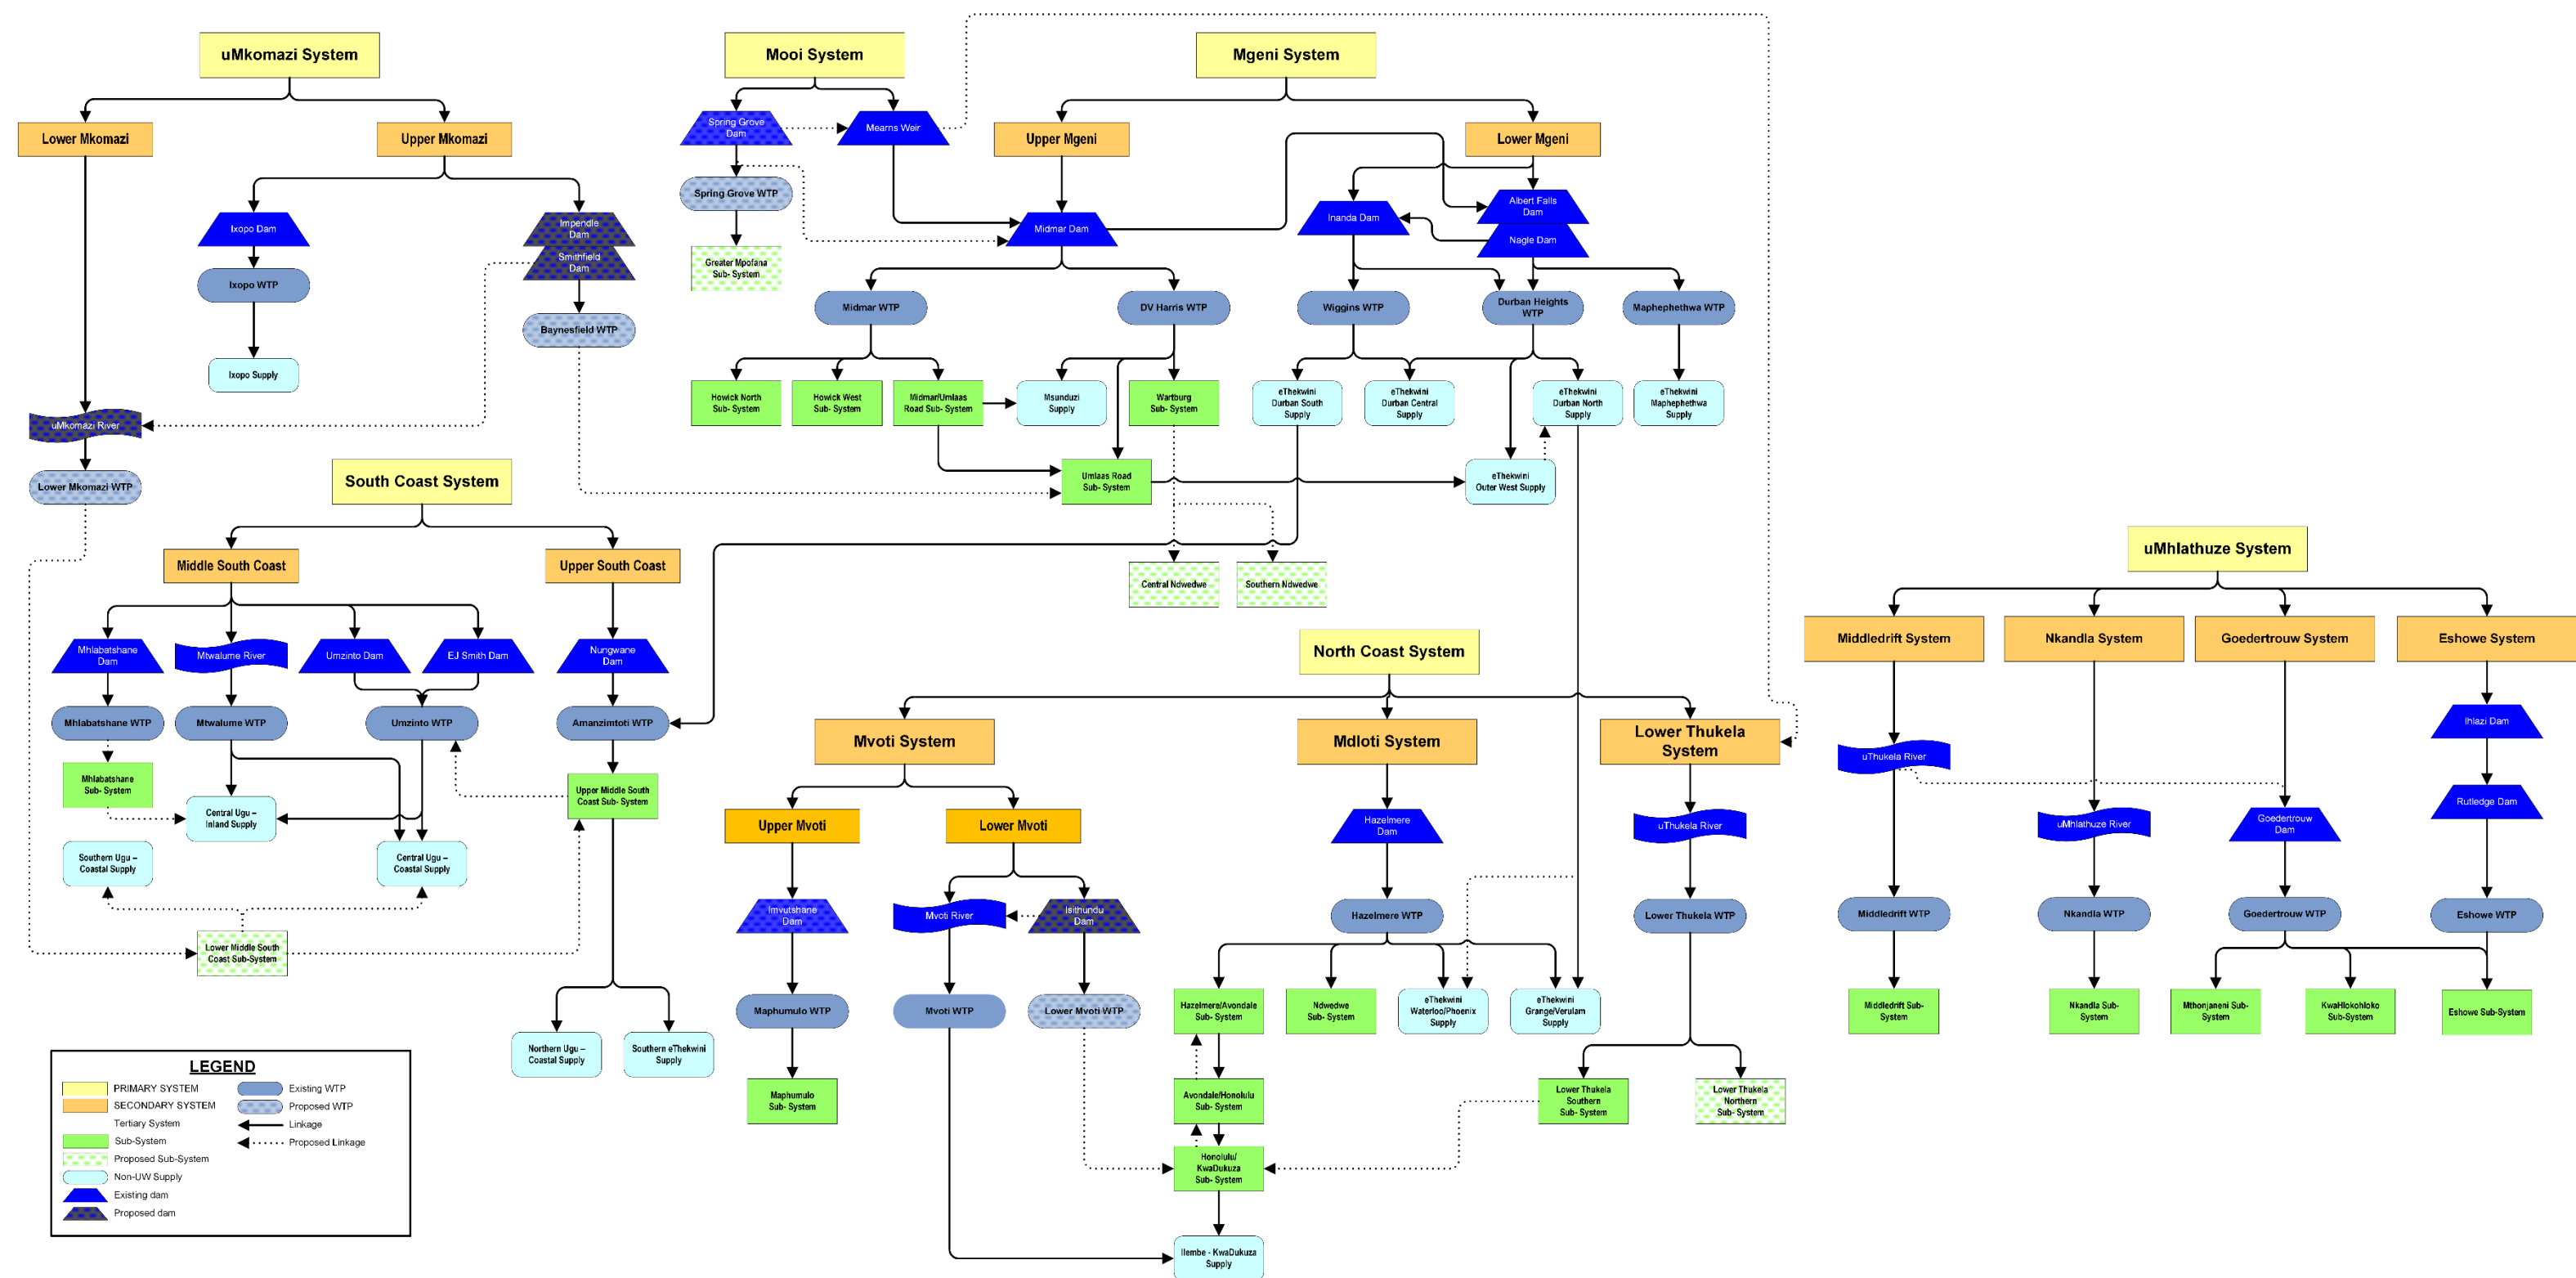 uMkomazi System
Lower Mkomazi
Upper Mkomazi
Ixopo Dam
Impendle
Dam
Smithfield
Dam
Ixopo WTP
Baynesfield WTP
Ixopo Supply
uMkomazi River
Lower Mkomazi WTP
Mooi System
Spring Grove
Dam
Mearns Weir
Spring Grove WTP
Greater Mpofana
Sub- System
Mgeni System
Upper Mgeni
Lower Mgeni
Midmar Dam
Inanda Dam
Albert Falls
Dam
Nagle Dam
Midmar WTP
DV Harris WTP
Wiggins WTP
Durban Heights
WTP
Maphephethwa WTP
Howick North
Sub- System
Howick West
Sub- System
Midmar/Umlaas
Road Sub- System
Msunduzi
Supply
Wartburg
Sub- System
eThekwini
Durban South
Supply
eThekwini
Durban Central
Supply
eThekwini
Durban North
Supply
eThekwini
Maphephethwa
Supply
Umlaas Road
Sub- System
eThekwini
Outer West Supply
Central Ndwedwe
Southern Ndwedwe
South Coast System
Middle South Coast
Upper South Coast
Mhlabatshane
Dam
Mtwalume River
Umzinto Dam
EJ Smith Dam
Nungwane
Dam
Mhlabatshane WTP
Mtwalume WTP
Umzinto WTP
Amanzimtoti WTP
Mhlabatshane
Sub- System
Central Ugu –
Inland Supply
Upper Middle South
Coast Sub- System
Southern Ugu –
Coastal Supply
Central Ugu –
Coastal Supply
Lower Middle South
Coast Sub-System
Northern Ugu –
Coastal Supply
Southern eThekwini
Supply
North Coast System
Mvoti System
Mdloti System
Lower Thukela
System
Upper Mvoti
Lower Mvoti
Hazelmere
Dam
uThukela River
Imvutshane
Dam
Mvoti River
Isithundu
Dam
Hazelmere WTP
Lower Thukela WTP
Maphumulo WTP
Mvoti WTP
Lower Mvoti WTP
Hazelmere/Avondale
Sub- System
Ndwedwe
Sub- System
eThekwini
Waterloo/Phoenix
Supply
eThekwini
Grange/Verulam
Supply
Maphumulo
Sub- System
Avondale/Honolulu
Sub- System
Lower Thukela
Southern
Sub- System
Lower Thukela
Northern
Sub- System
Honolulu/
KwaDukuza
Sub- System
Ilembe - KwaDukuza
Supply
uMhlathuze System
Middledrift System
Nkandla System
Goedertrouw System
Eshowe System
uThukela River
Ihlazi Dam
uMhlathuze River
Goedertrouw
Dam
Rutledge Dam
Middledrift WTP
Nkandla WTP
Goedertrouw WTP
Eshowe WTP
Middledrift Sub-
System
Nkandla Sub-
System
Mthonjaneni Sub-
System
KwaHlokohloko
Sub-System
Eshowe Sub-System
LEGEND
PRIMARY SYSTEM
SECONDARY SYSTEM
Tertiary System
Sub-System
Proposed Sub-System
Non-UW Supply
Existing dam
Proposed dam
Existing WTP
Proposed WTP
Linkage
Proposed Linkage